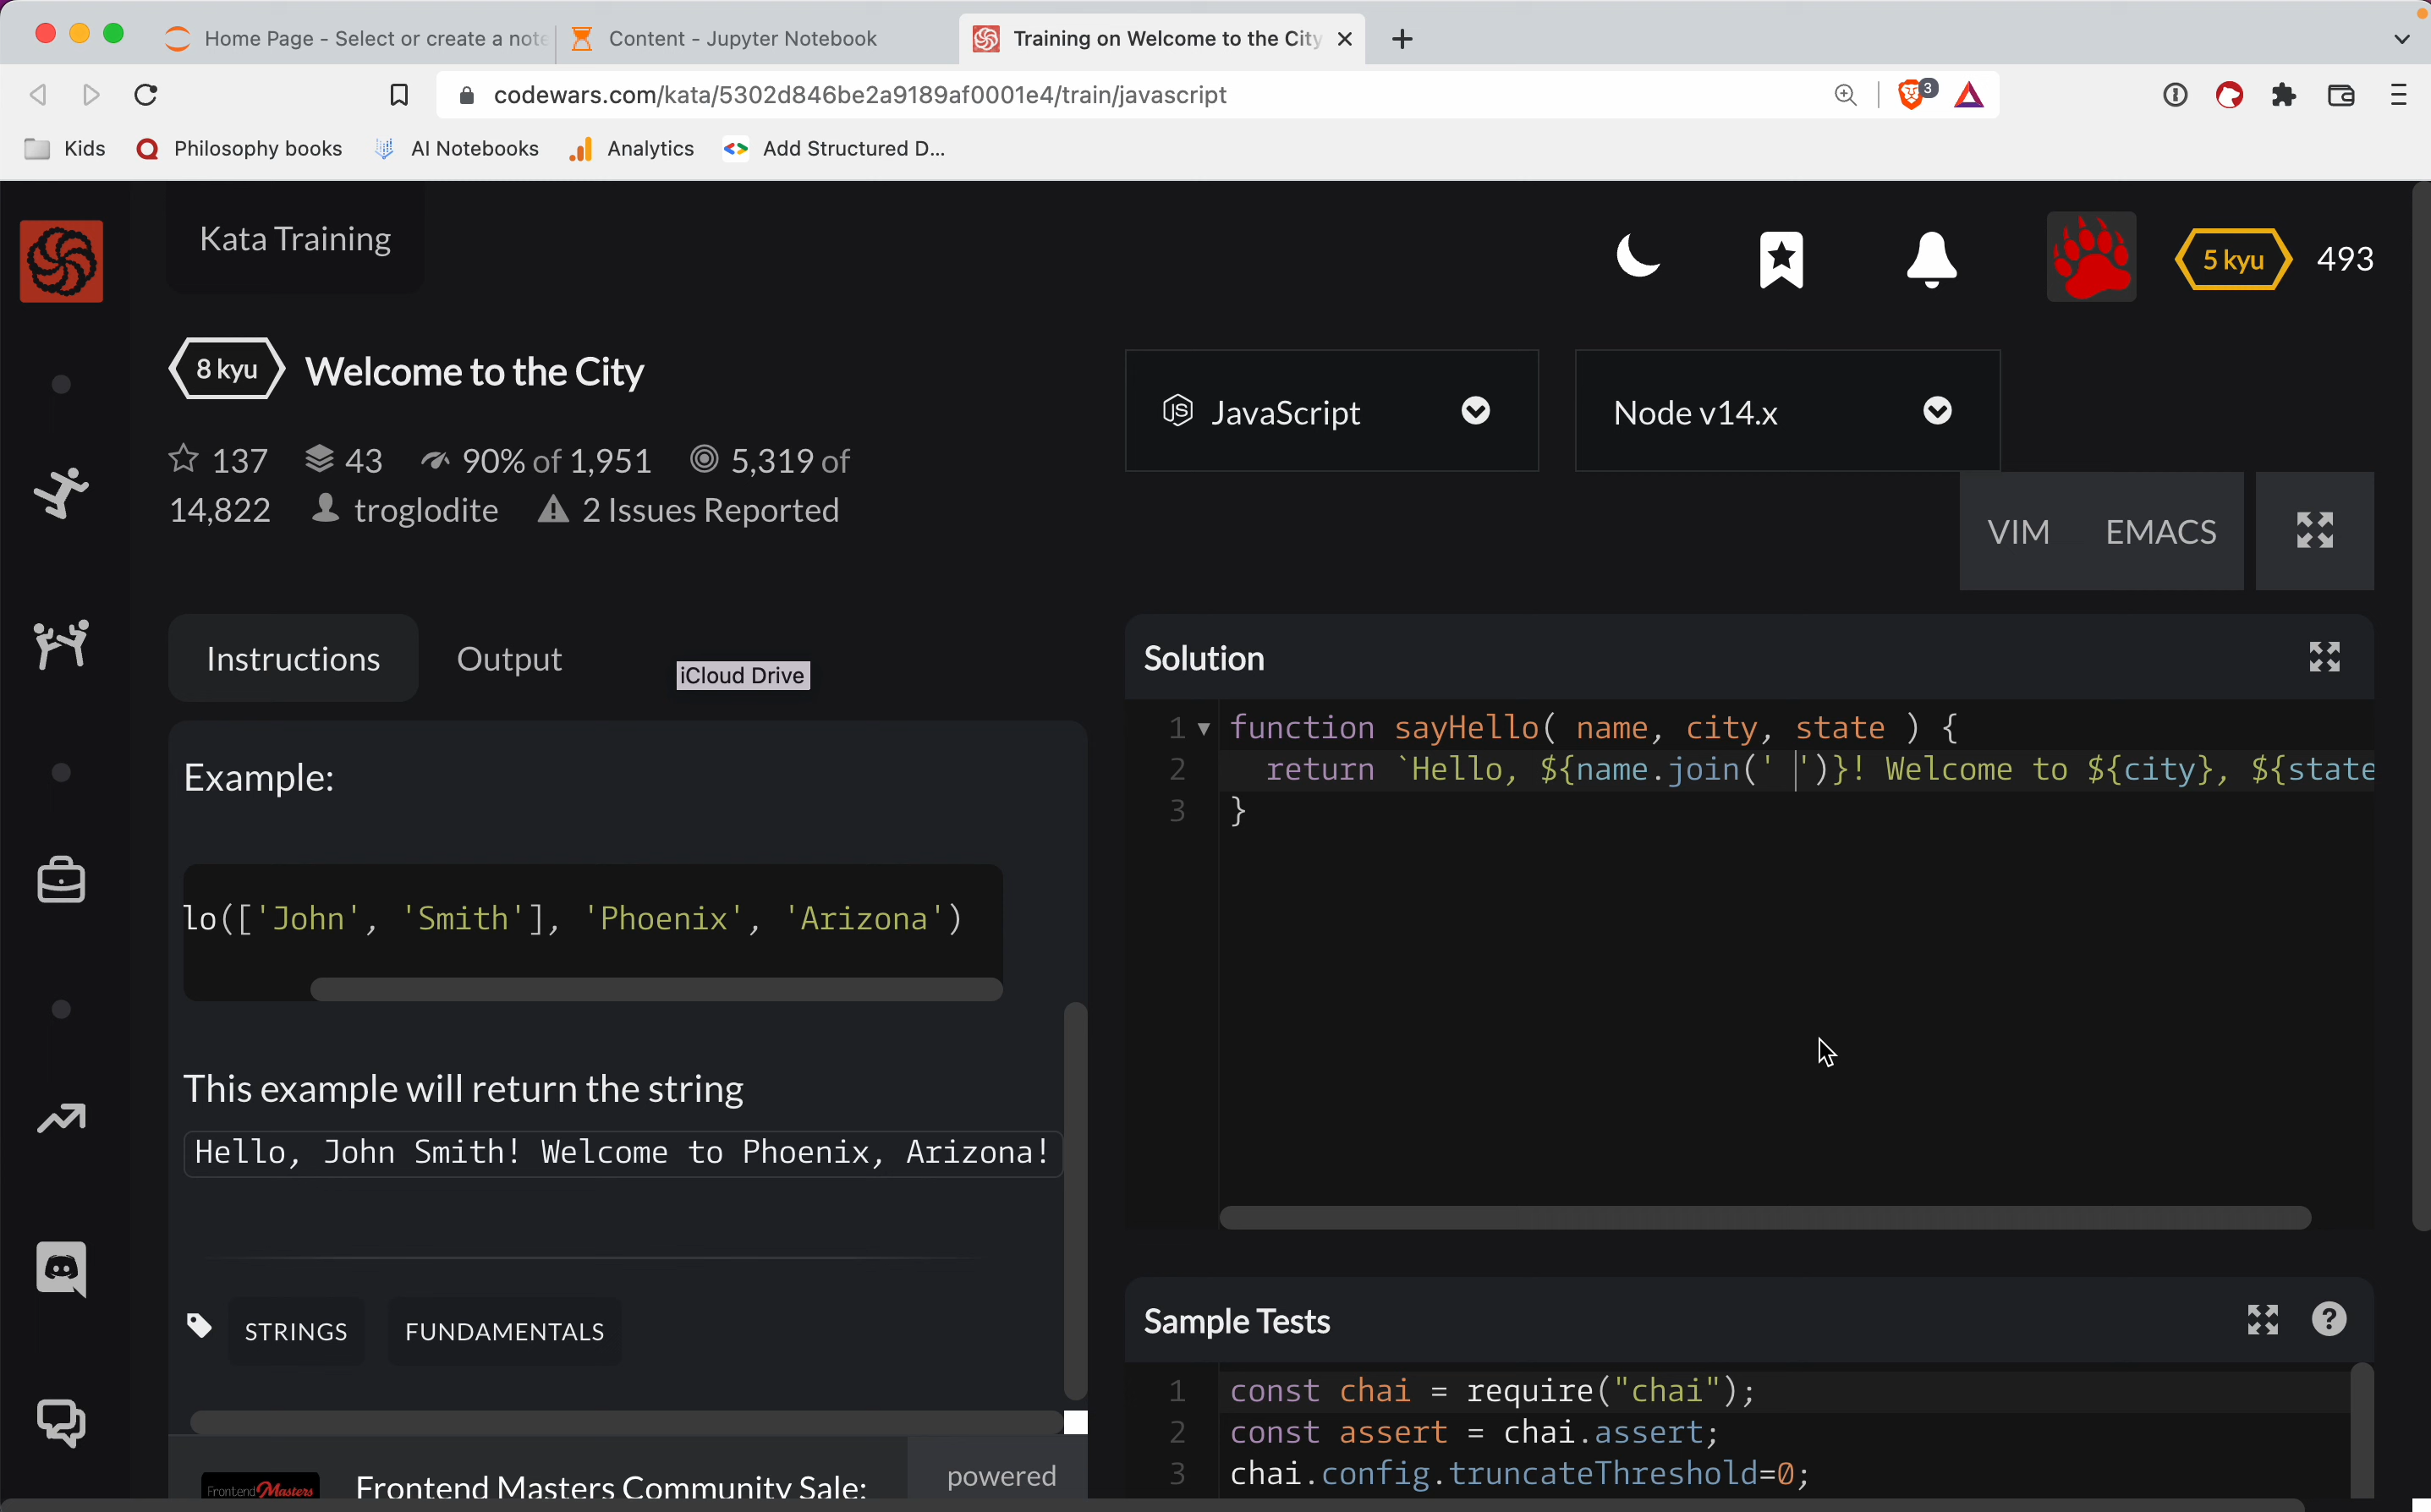 Home Page - Select or create a note
Content - Jupyter Notebook
Training on Welcome to the City
codewars.com/kata/5302d846be2a9189af0001e4/train/javascript
3
Kids
Philosophy books
AI Notebooks
Analytics
Add Structured D...
Kata Training
5 kyu
493
8 kyu
Welcome to the City
137 43 90% of 1,951 5,319 of
14,822 troglodite 2 Issues Reported
JS JavaScript
Node v14.x
VIM EMACS
Instructions
Output
iCloud Drive
Example:
lo(['John', 'Smith'], 'Phoenix', 'Arizona')
This example will return the string
Hello, John Smith! Welcome to Phoenix, Arizona!
STRINGS
FUNDAMENTALS
Frontend Masters
Frontend Masters Community Sale:
powered
Solution
1 function sayHello( name, city, state ) {
2 return `Hello, ${name.join(' ')}! Welcome to ${city}, ${state
3 }
Sample Tests
?
1 const chai = require("chai");
2 const assert = chai.assert;
3 chai.config.truncateThreshold=0;